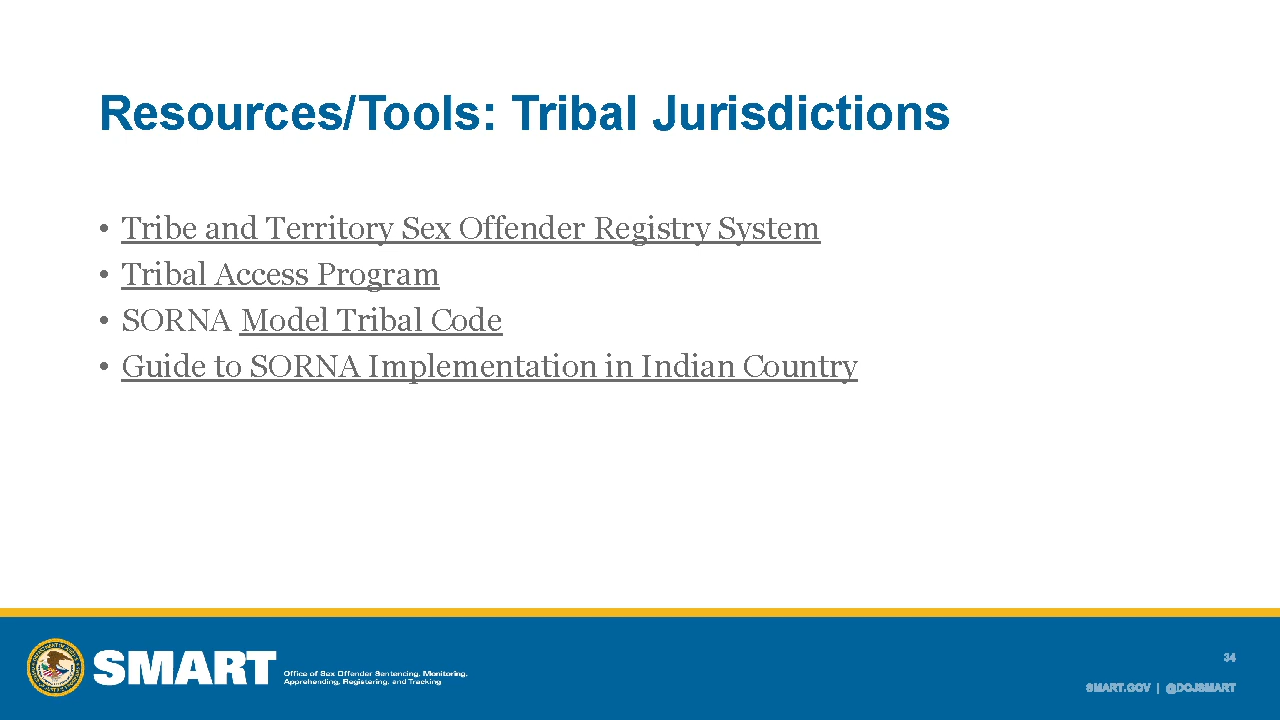 Resources/Tools: Tribal Jurisdictions
• Tribe and Territory Sex Offender Registry System
• Tribal Access Program
• SORNA Model Tribal Code
• Guide to SORNA Implementation in Indian Country
SMART
Office of Sex Offender Sentencing, Monitoring,
Apprehending, Registering, and Tracking
34
SMART.GOV | @DOJSMART